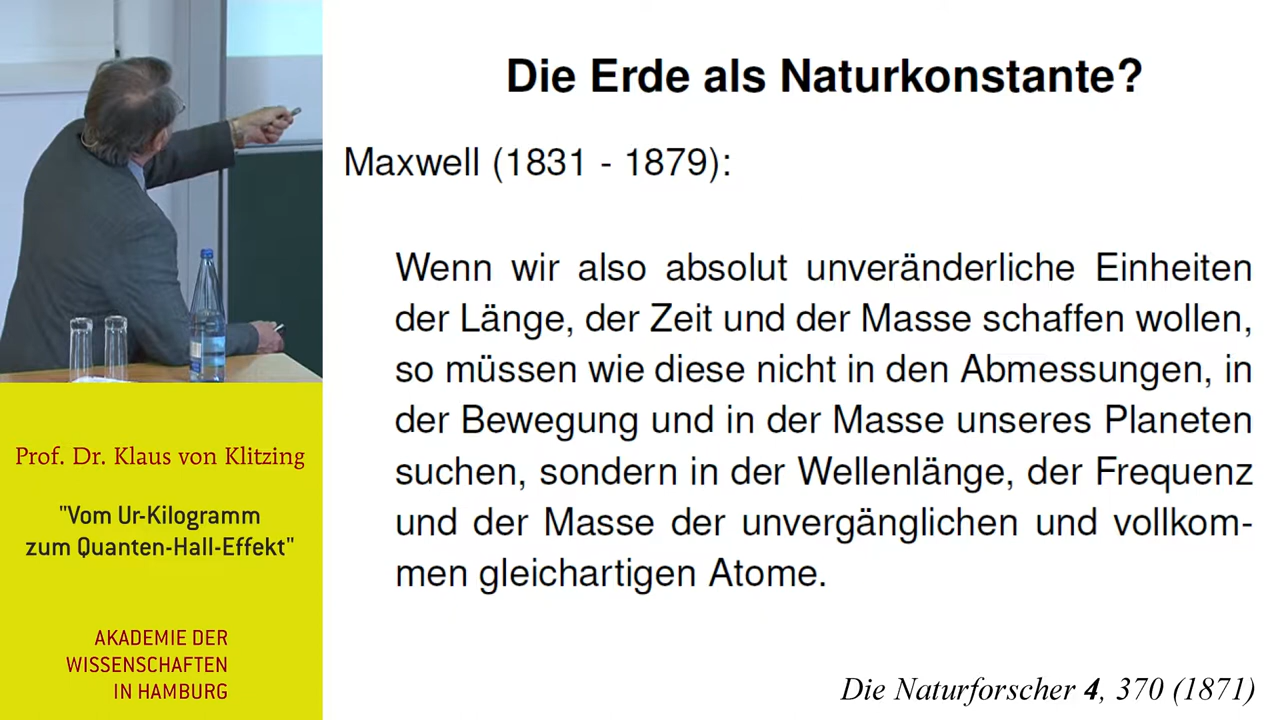 Die Erde als Naturkonstante?
Maxwell (1831 - 1879):
Wenn wir also absolut unveränderliche Einheiten
der Länge, der Zeit und der Masse schaffen wollen,
so müssen wie diese nicht in den Abmessungen, in
der Bewegung und in der Masse unseres Planeten
suchen, sondern in der Wellenlänge, der Frequenz
und der Masse der unvergänglichen und vollkom-
men gleichartigen Atome.
Die Naturforscher 4, 370 (1871)
Prof. Dr. Klaus von Klitzing
"Vom Ur-Kilogramm
zum Quanten-Hall-Effekt"
AKADEMIE DER
WISSENSCHAFTEN
IN HAMBURG